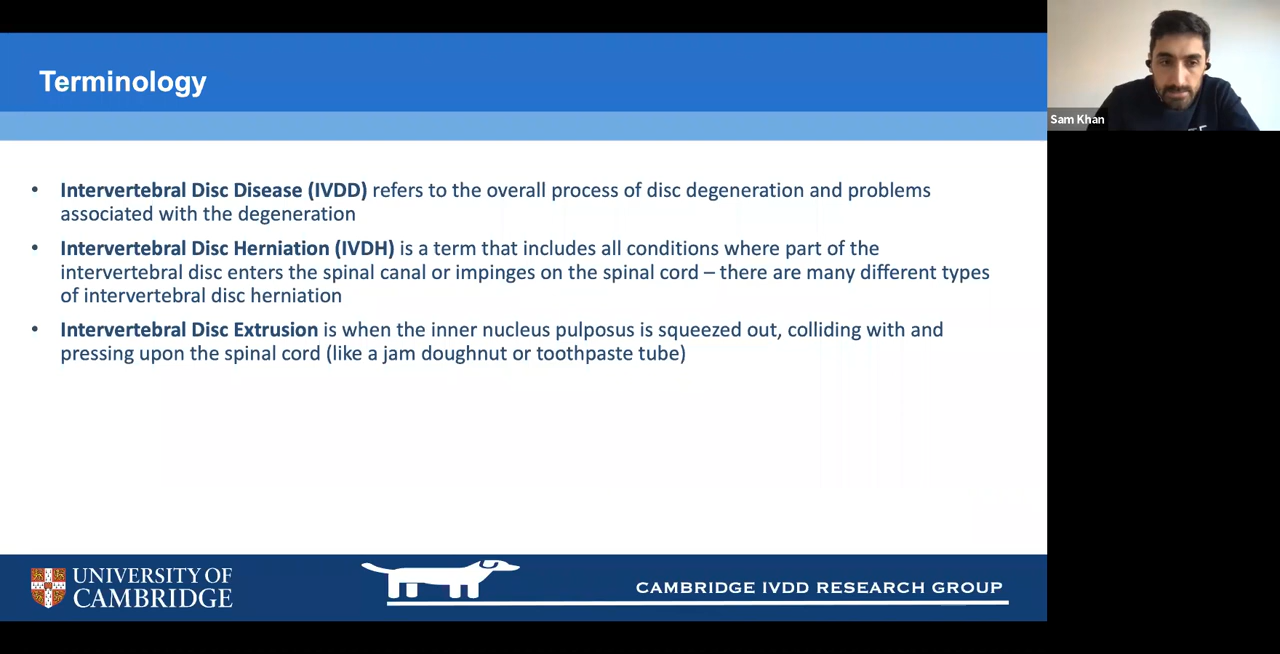 Terminology
Sam Khan
• Intervertebral Disc Disease (IVDD) refers to the overall process of disc degeneration and problems
associated with the degeneration
• Intervertebral Disc Herniation (IVDH) is a term that includes all conditions where part of the
intervertebral disc enters the spinal canal or impinges on the spinal cord – there are many different types
of intervertebral disc herniation
• Intervertebral Disc Extrusion is when the inner nucleus pulposus is squeezed out, colliding with and
pressing upon the spinal cord (like a jam doughnut or toothpaste tube)
UNIVERSITY OF
CAMBRIDGE
CAMBRIDGE IVDD RESEARCH GROUP